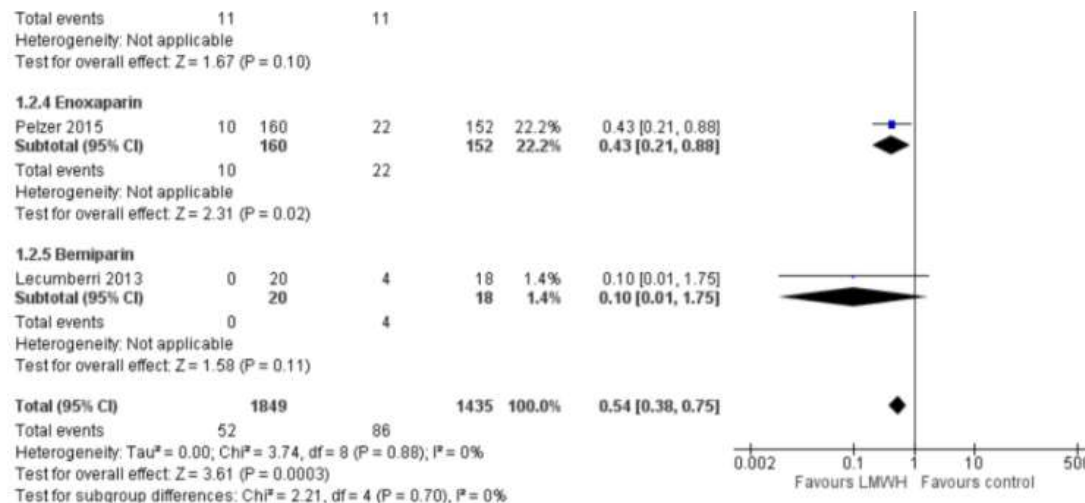 Total events 11 11
Heterogeneity: Not applicable
Test for overall effect: Z = 1.67 (P = 0.10)
1.2.4 Enoxaparin
Pelzer 2015 10 160 22 152 22.2% 0.43 [0.21, 0.88]
Subtotal (95% CI) 160 152 22.2% 0.43 [0.21, 0.88]
Total events 10 22
Heterogeneity: Not applicable
Test for overall effect: Z = 2.31 (P = 0.02)
1.2.5 Bemiparin
Lecumberri 2013 0 20 4 18 1.4% 0.10 [0.01, 1.75]
Subtotal (95% CI) 20 18 1.4% 0.10 [0.01, 1.75]
Total events 0 4
Heterogeneity: Not applicable
Test for overall effect: Z = 1.58 (P = 0.11)
Total (95% CI) 1849 1435 100.0% 0.54 [0.38, 0.75]
Total events 52 86
Heterogeneity: Tau² = 0.00; Chi² = 3.74, df = 8 (P = 0.88); I² = 0%
Test for overall effect: Z = 3.61 (P = 0.0003)
Test for subgroup differences: Chi² = 2.21, df = 4 (P = 0.70), I² = 0%
0.002 0.1 1 10 500
Favours LMWH Favours control